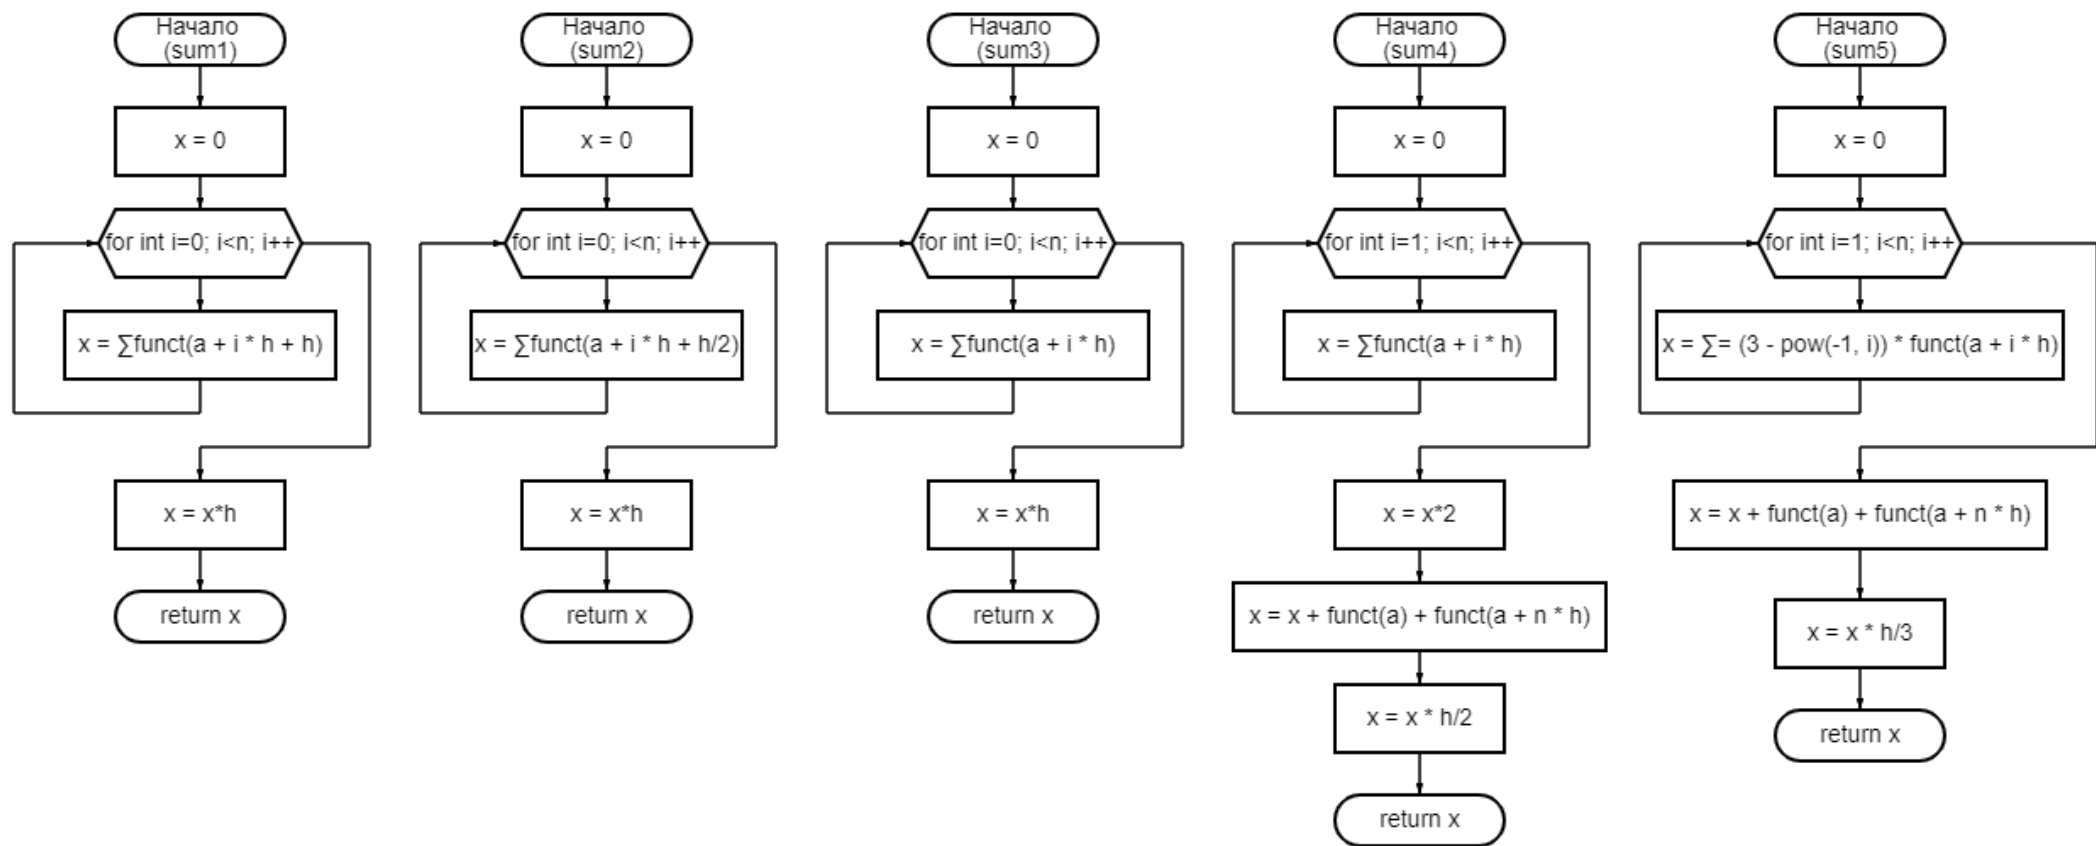 Начало
(sum1)
x = 0
for int i=0; i<n; i++
x = ∑funct(a + i * h + h)
x = x*h
return x
Начало
(sum2)
x = 0
for int i=0; i<n; i++
x = ∑funct(a + i * h + h/2)
x = x*h
return x
Начало
(sum3)
x = 0
for int i=0; i<n; i++
x = ∑funct(a + i * h)
x = x*h
return x
Начало
(sum4)
x = 0
for int i=1; i<n; i++
x = ∑funct(a + i * h)
x = x*2
x = x + funct(a) + funct(a + n * h)
x = x * h/2
return x
Начало
(sum5)
x = 0
for int i=1; i<n; i++
x = ∑= (3 - pow(-1, i)) * funct(a + i * h)
x = x + funct(a) + funct(a + n * h)
x = x * h/3
return x